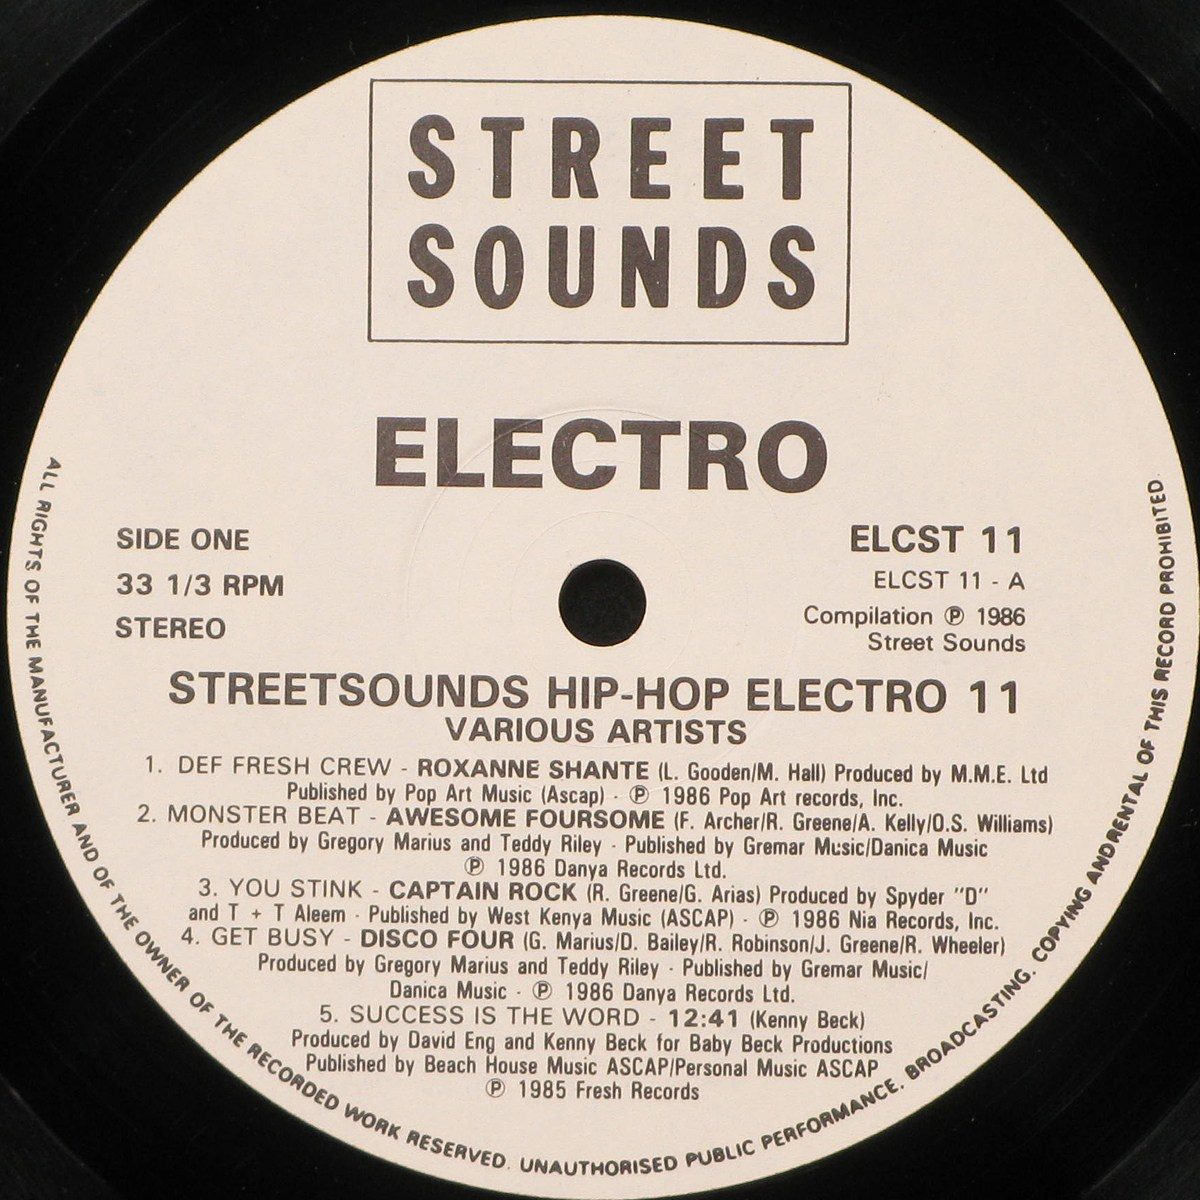 STREET
SOUNDS
ELECTRO
SIDE ONE
33 1/3 RPM
STEREO
ELCST 11
ELCST 11 - A
Compilation ℗ 1986
Street Sounds
STREETSOUNDS HIP-HOP ELECTRO 11
VARIOUS ARTISTS
1. DEF FRESH CREW - ROXANNE SHANTE (L. Gooden/M. Hall) Produced by M.M.E. Ltd
Published by Pop Art Music (Ascap) · ℗ 1986 Pop Art records, Inc.
2. MONSTER BEAT - AWESOME FOURSOME (F. Archer/R. Greene/A. Kelly/O.S. Williams)
Produced by Gregory Marius and Teddy Riley · Published by Gremar Music/Danica Music
℗ 1986 Danya Records Ltd.
3. YOU STINK - CAPTAIN ROCK (R. Greene/G. Arias) Produced by Spyder "D"
and T + T Aleem · Published by West Kenya Music (ASCAP) · ℗ 1986 Nia Records, Inc.
4. GET BUSY - DISCO FOUR (G. Marius/D. Bailey/R. Robinson/J. Greene/R. Wheeler)
Produced by Gregory Marius and Teddy Riley · Published by Gremar Music/
Danica Music · ℗ 1986 Danya Records Ltd.
5. SUCCESS IS THE WORD - 12:41 (Kenny Beck)
Produced by David Eng and Kenny Beck for Baby Beck Productions
Published by Beach House Music ASCAP/Personal Music ASCAP
℗ 1985 Fresh Records
ALL RIGHTS OF THE MANUFACTURER AND OF THE OWNER OF THE RECORDED WORK RESERVED. UNAUTHORISED PUBLIC PERFORMANCE, BROADCASTING. COPYING ANDRENTAL OF THIS RECORD PROHIBITED.